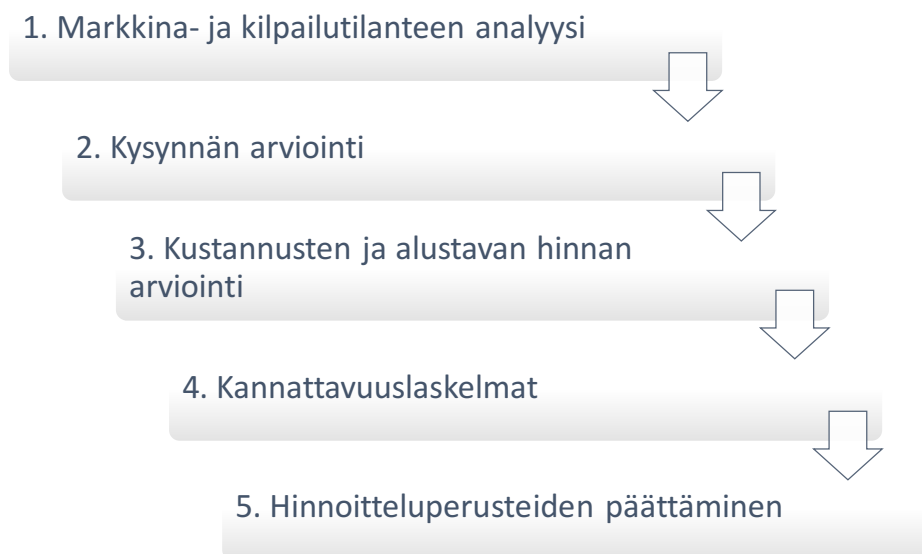 1. Markkina- ja kilpailutilanteen analyysi
2. Kysynnän arviointi
3. Kustannusten ja alustavan hinnan
arviointi
4. Kannattavuuslaskelmat
5. Hinnoitteluperusteiden päättäminen